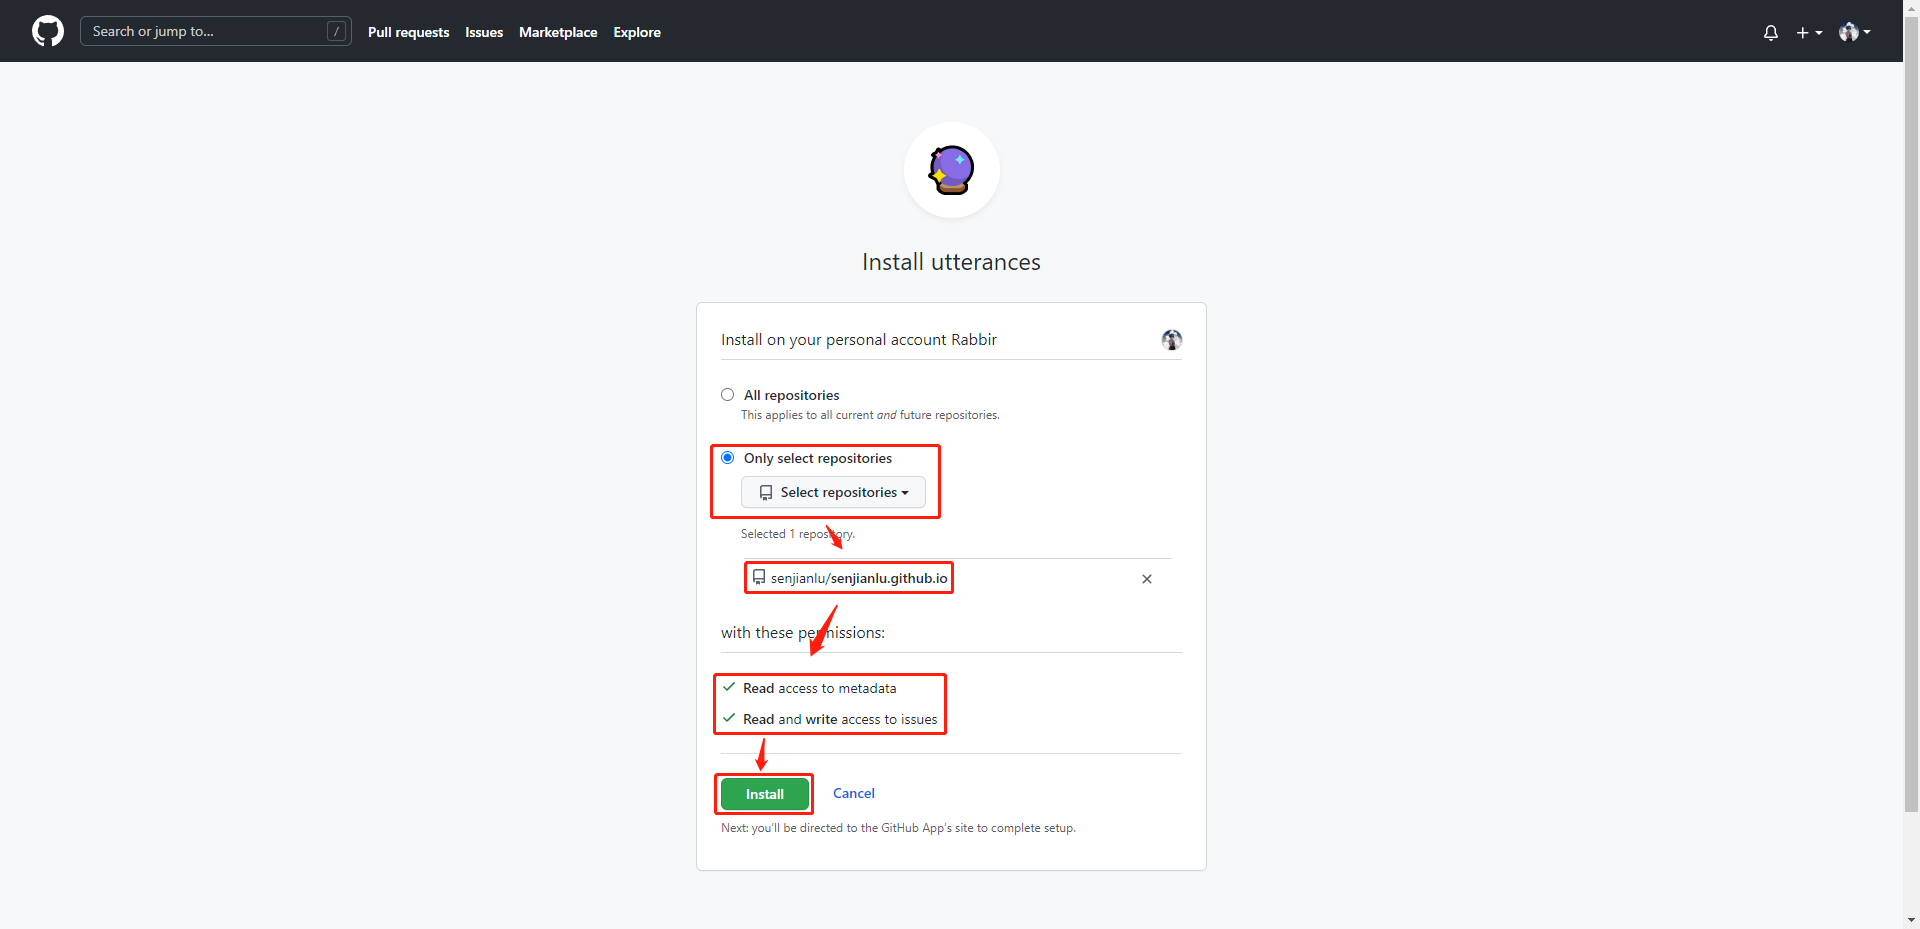 Search or jump to...
/
Pull requests
Issues
Marketplace
Explore
Install utterances
Install on your personal account Rabbir
All repositories
This applies to all current and future repositories.
Only select repositories
Select repositories
Selected 1 repository.
senjianlu/senjianlu.github.io
with these permissions:
Read access to metadata
Read and write access to issues
Install
Cancel
Next: you'll be directed to the GitHub App's site to complete setup.